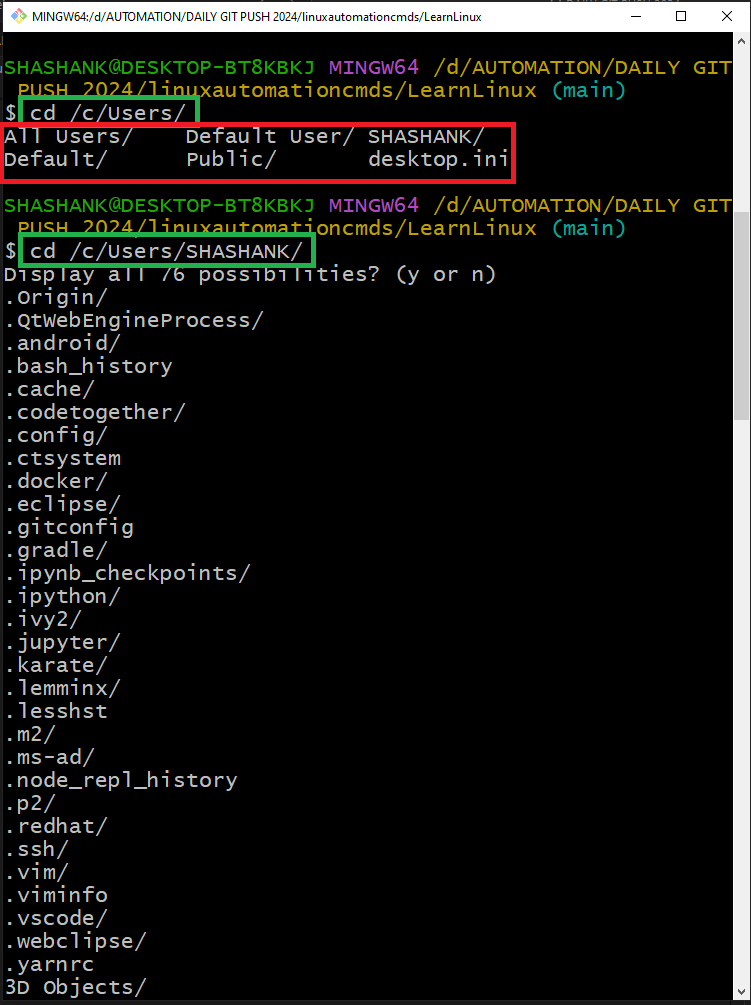 MINGW64:/d/AUTOMATION/DAILY GIT PUSH 2024/linuxautomationcmds/LearnLinux
SHASHANK@DESKTOP-BT8KBKJ MINGW64 /d/AUTOMATION/DAILY GIT
PUSH 2024/linuxautomationcmds/LearnLinux (main)
$ cd /c/Users/
All Users/    Default User/ SHASHANK/
Default/      Public/       desktop.ini
SHASHANK@DESKTOP-BT8KBKJ MINGW64 /d/AUTOMATION/DAILY GIT
PUSH 2024/linuxautomationcmds/LearnLinux (main)
$ cd /c/Users/SHASHANK/
Display all 76 possibilities? (y or n)
.Origin/
.QtWebEngineProcess/
.android/
.bash_history
.cache/
.codetogether/
.config/
.ctsystem
.docker/
.eclipse/
.gitconfig
.gradle/
.ipynb_checkpoints/
.ipython/
.ivy2/
.jupyter/
.karate/
.lemminx/
.lesshst
.m2/
.ms-ad/
.node_repl_history
.p2/
.redhat/
.ssh/
.vim/
.viminfo
.vscode/
.webclipse/
.yarnrc
3D Objects/